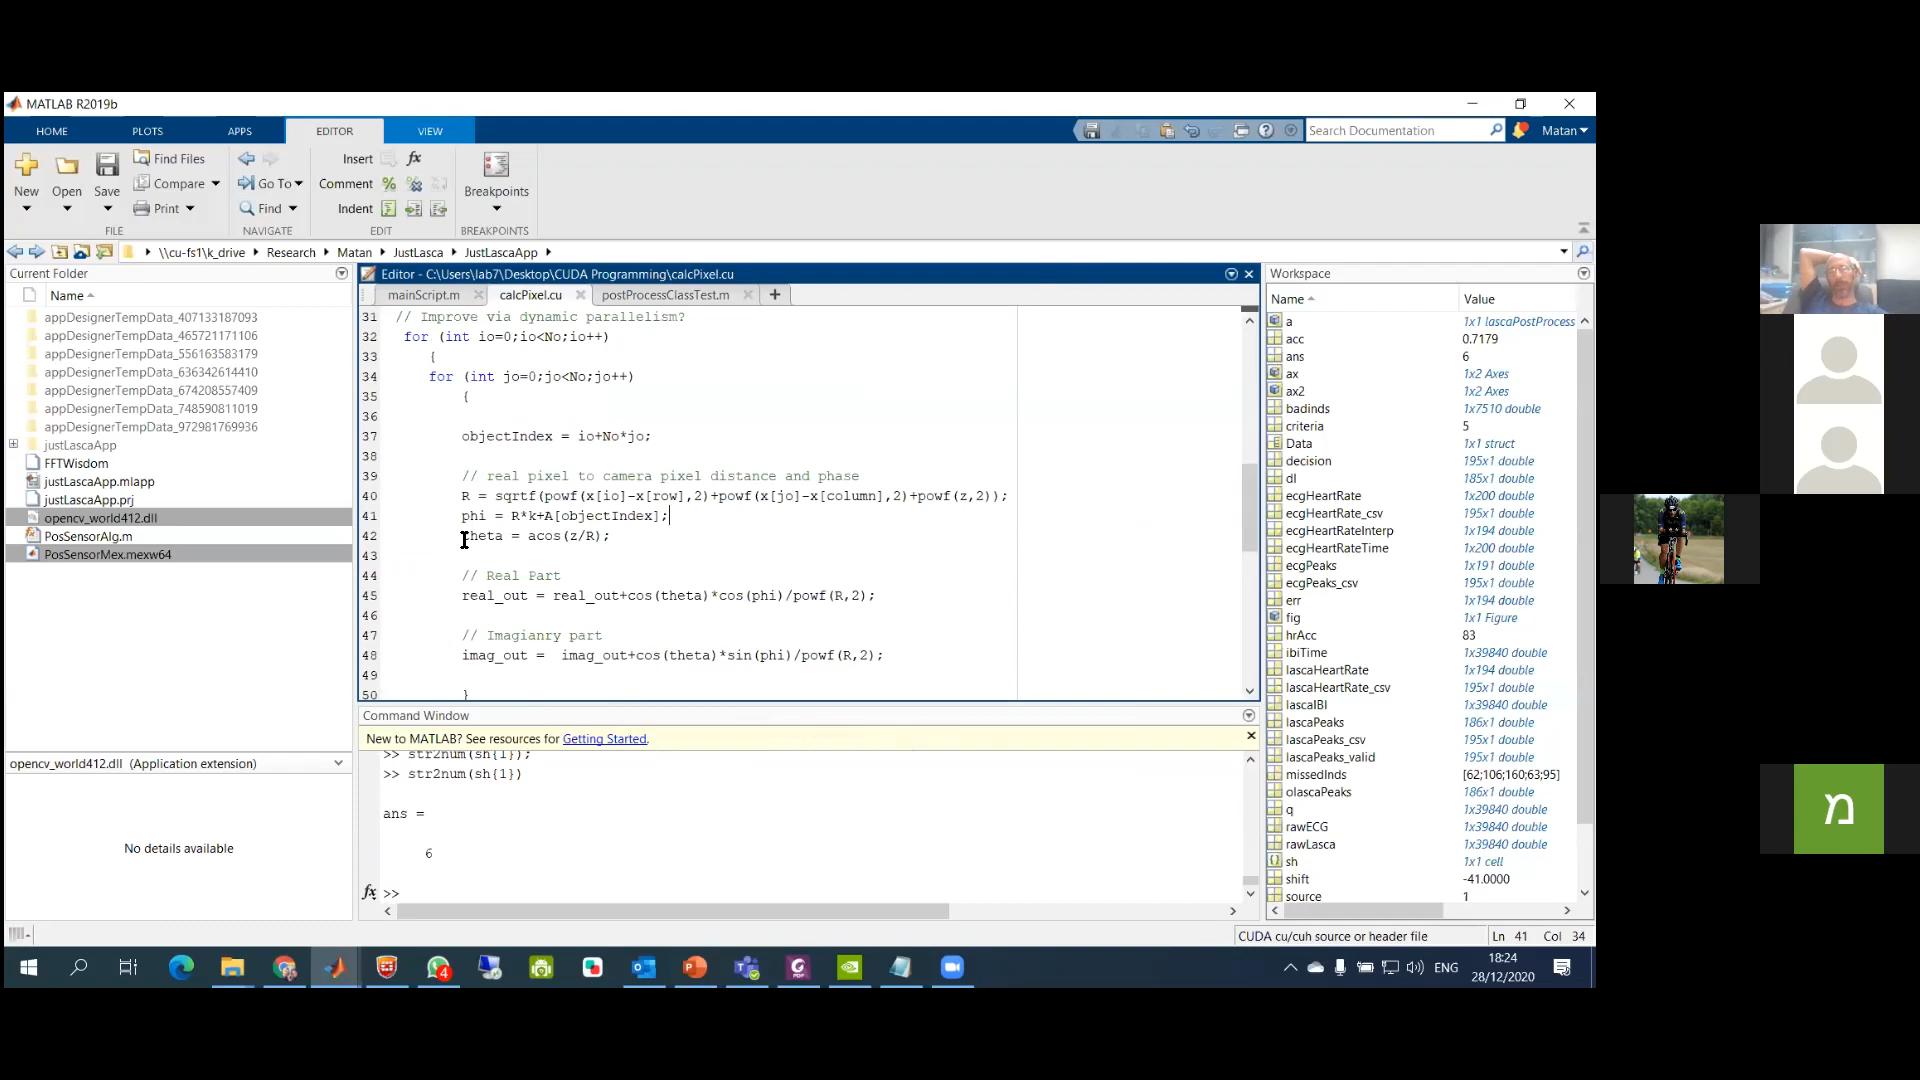 MATLAB R2019b
HOME
PLOTS
APPS
EDITOR
VIEW
Search Documentation
Matan
New
Open
Save
Find Files
Compare
Print
FILE
Go To
Find
NAVIGATE
Insert
fx
Comment
Indent
EDIT
Breakpoints
BREAKPOINTS
\\cu-fs1\k_drive
Research
Matan
JustLasca
JustLascaApp
Current Folder
Name
appDesignerTempData_407133187093
appDesignerTempData_465721171106
appDesignerTempData_556163583179
appDesignerTempData_636342614410
appDesignerTempData_674208557409
appDesignerTempData_748590811019
appDesignerTempData_972981769936
justLascaApp
FFTWisdom
justLascaApp.mlapp
justLascaApp.prj
opencv_world412.dll
PosSensorAlg.m
PosSensorMex.mexw64
opencv_world412.dll (Application extension)
No details available
Editor - C:\Users\lab7\Desktop\CUDA Programming\calcPixel.cu
mainScript.m
calcPixel.cu
postProcessClassTest.m
31 // Improve via dynamic parallelism?
32 for (int io=0;io<No;io++)
33 {
34 for (int jo=0;jo<No;jo++)
35 {
36
37 objectIndex = io+No*jo;
38
39 // real pixel to camera pixel distance and phase
40 R = sqrtf(powf(x[io]-x[row],2)+powf(x[jo]-x[column],2)+powf(z,2));
41 phi = R*k+A[objectIndex];
42 theta = acos(z/R);
43
44 // Real Part
45 real_out = real_out+cos(theta)*cos(phi)/powf(R,2);
46
47 // Imagianry part
48 imag_out = imag_out+cos(theta)*sin(phi)/powf(R,2);
49
50 }
Command Window
New to MATLAB? See resources for Getting Started.
>> str2num(sh{1});
>> str2num(sh{1})
ans =
6
fx >>
Workspace
Name Value
a 1x1 lascaPostProcess
acc 0.7179
ans 6
ax 1x2 Axes
ax2 1x2 Axes
badinds 1x7510 double
criteria 5
Data 1x1 struct
decision 195x1 double
dl 185x1 double
ecgHeartRate 1x200 double
ecgHeartRate_csv 195x1 double
ecgHeartRateInterp 1x194 double
ecgHeartRateTime 1x200 double
ecgPeaks 1x191 double
ecgPeaks_csv 195x1 double
err 1x194 double
fig 1x1 Figure
hrAcc 83
ibiTime 1x39840 double
lascaHeartRate 1x194 double
lascaHeartRate_csv 195x1 double
lascaIBI 1x39840 double
lascaPeaks 186x1 double
lascaPeaks_csv 195x1 double
lascaPeaks_valid 195x1 double
missedInds [62;106;160;63;95]
olascaPeaks 186x1 double
q 1x39840 double
rawECG 1x39840 double
rawLasca 1x39840 double
sh 1x1 cell
shift -41.0000
source 1
CUDA cu/cuh source or header file
Ln 41 Col 34
4
ENG
18:24
28/12/2020
מ